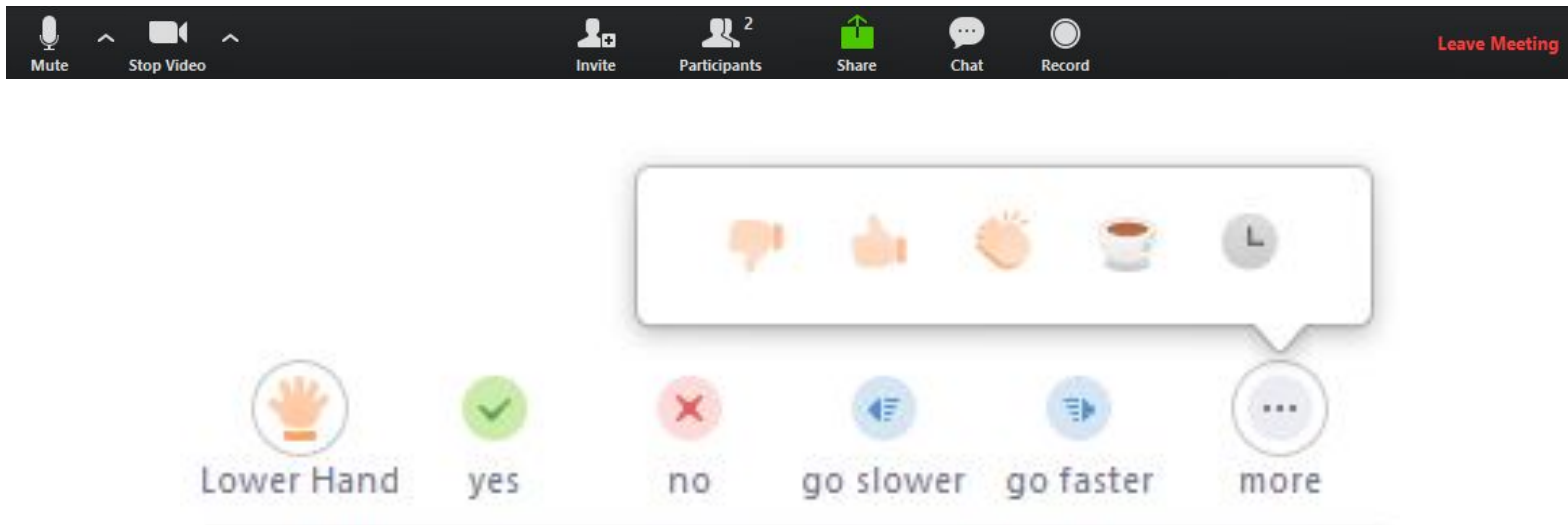 2
Mute Stop Video Invite Participants Share Chat Record Leave Meeting
Lower Hand yes no go slower go faster more